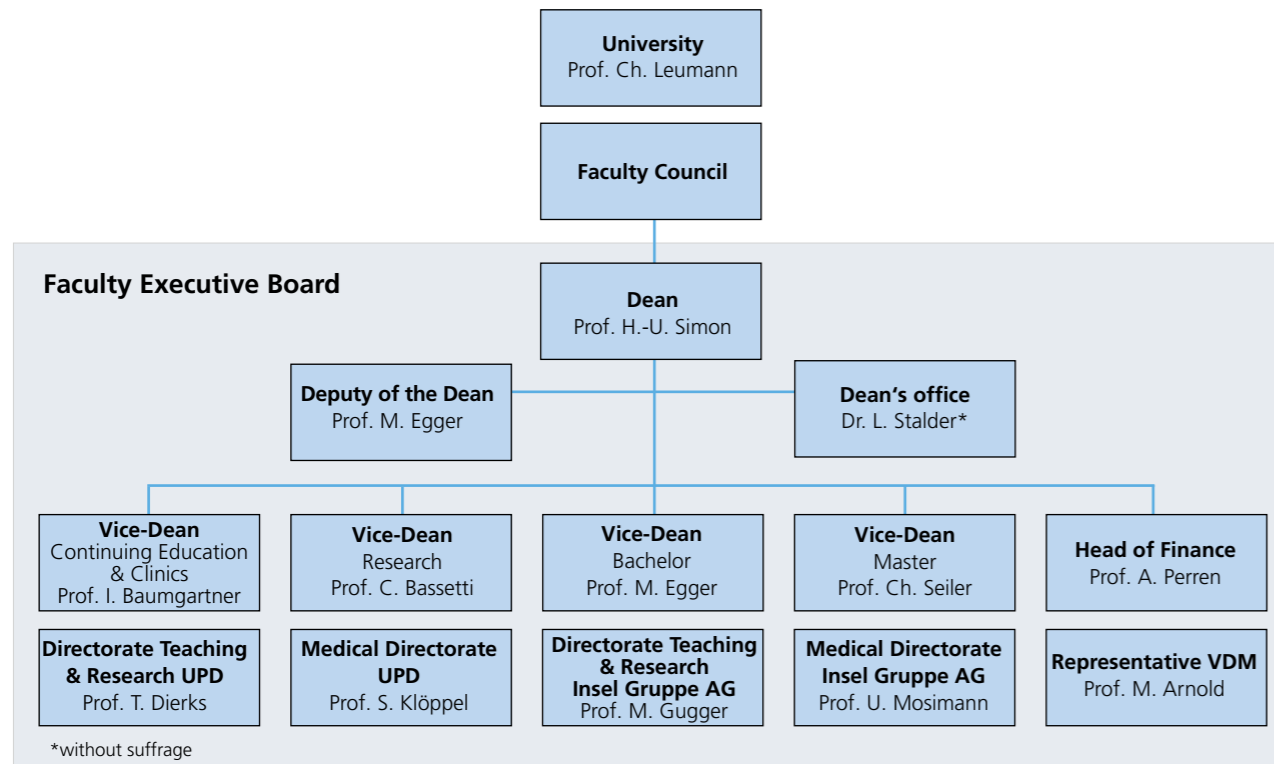 University
Prof. Ch. Leumann
Faculty Council
Faculty Executive Board
Dean
Prof. H.-U. Simon
Deputy of the Dean
Prof. M. Egger
Dean's office
Dr. L. Stalder*
Vice-Dean
Continuing Education
& Clinics
Prof. I. Baumgartner
Vice-Dean
Research
Prof. C. Bassetti
Vice-Dean
Bachelor
Prof. M. Egger
Vice-Dean
Master
Prof. Ch. Seiler
Head of Finance
Prof. A. Perren
Directorate Teaching
& Research UPD
Prof. T. Dierks
Medical Directorate
UPD
Prof. S. Klöppel
Directorate Teaching
& Research
Insel Gruppe AG
Prof. M. Gugger
Medical Directorate
Insel Gruppe AG
Prof. U. Mosimann
Representative VDM
Prof. M. Arnold
*without suffrage